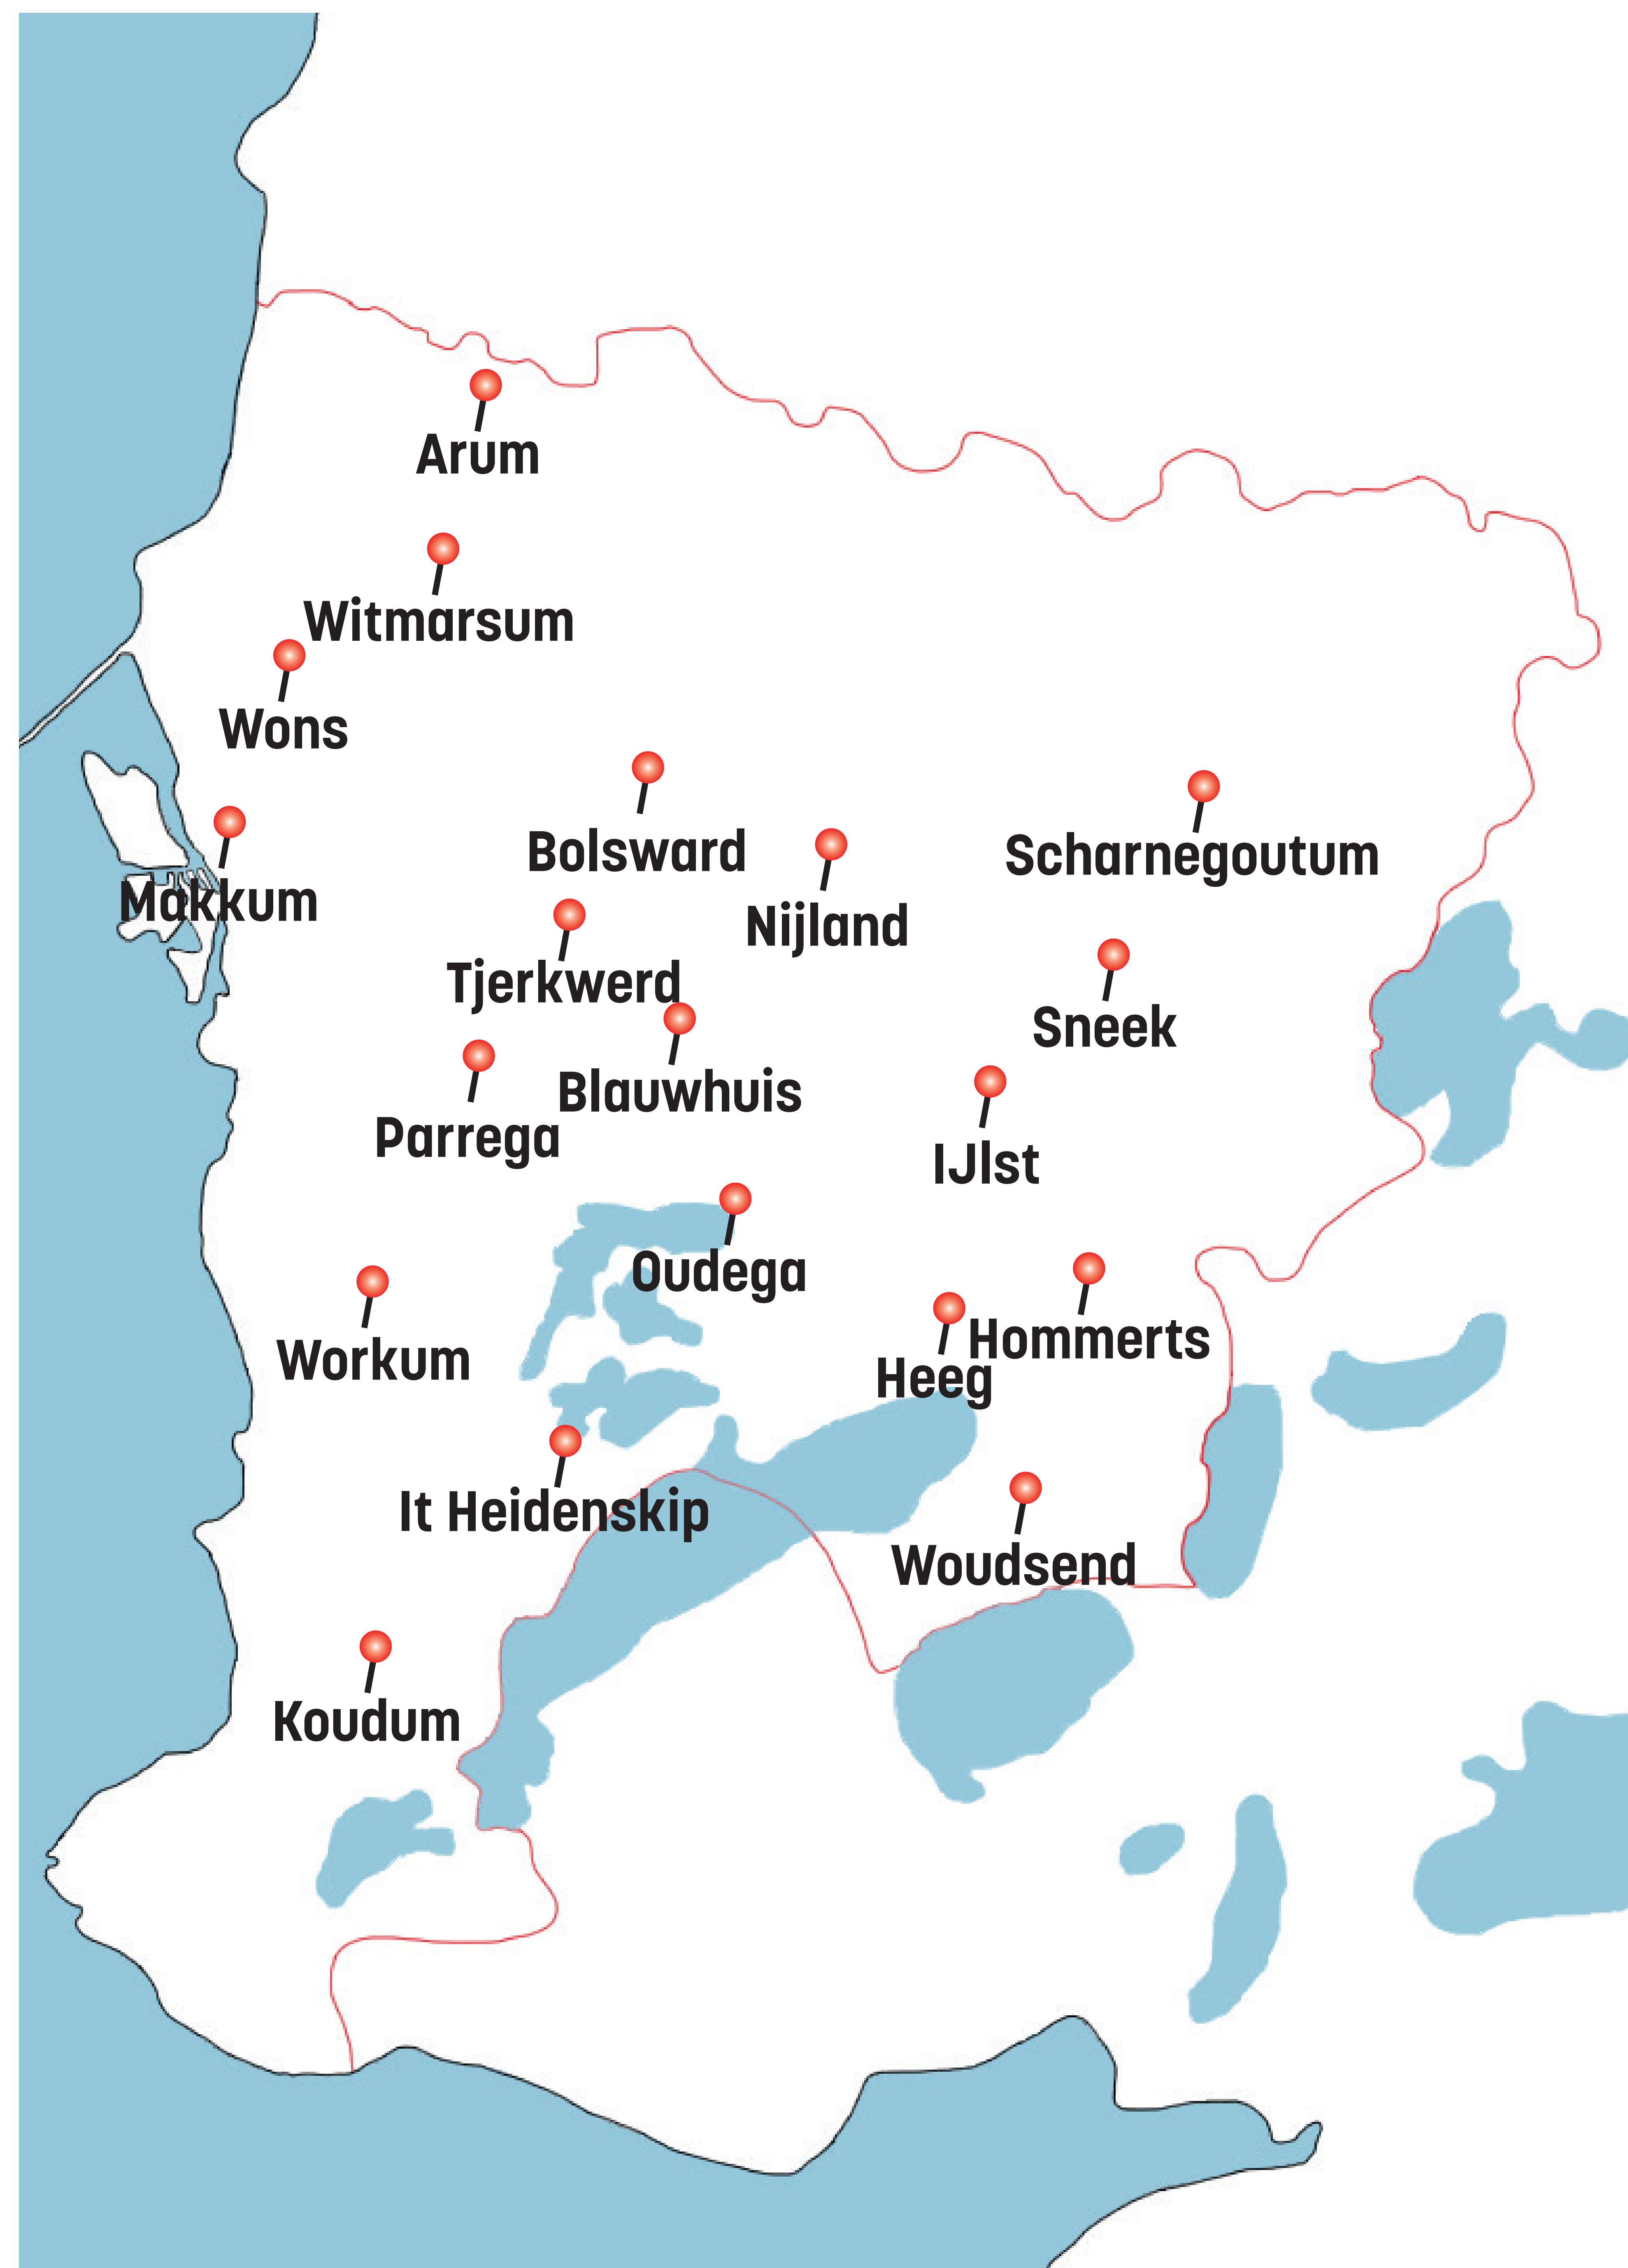 Arum
Witmarsum
Wons
Bolsward
Scharnegoutum
Makkum
Nijland
Tjerkwerd
Sneek
Blauwhuis
Parrega
IJlst
Oudega
Hommerts
Workum
Heeg
It Heidenskip
Woudsend
Koudum